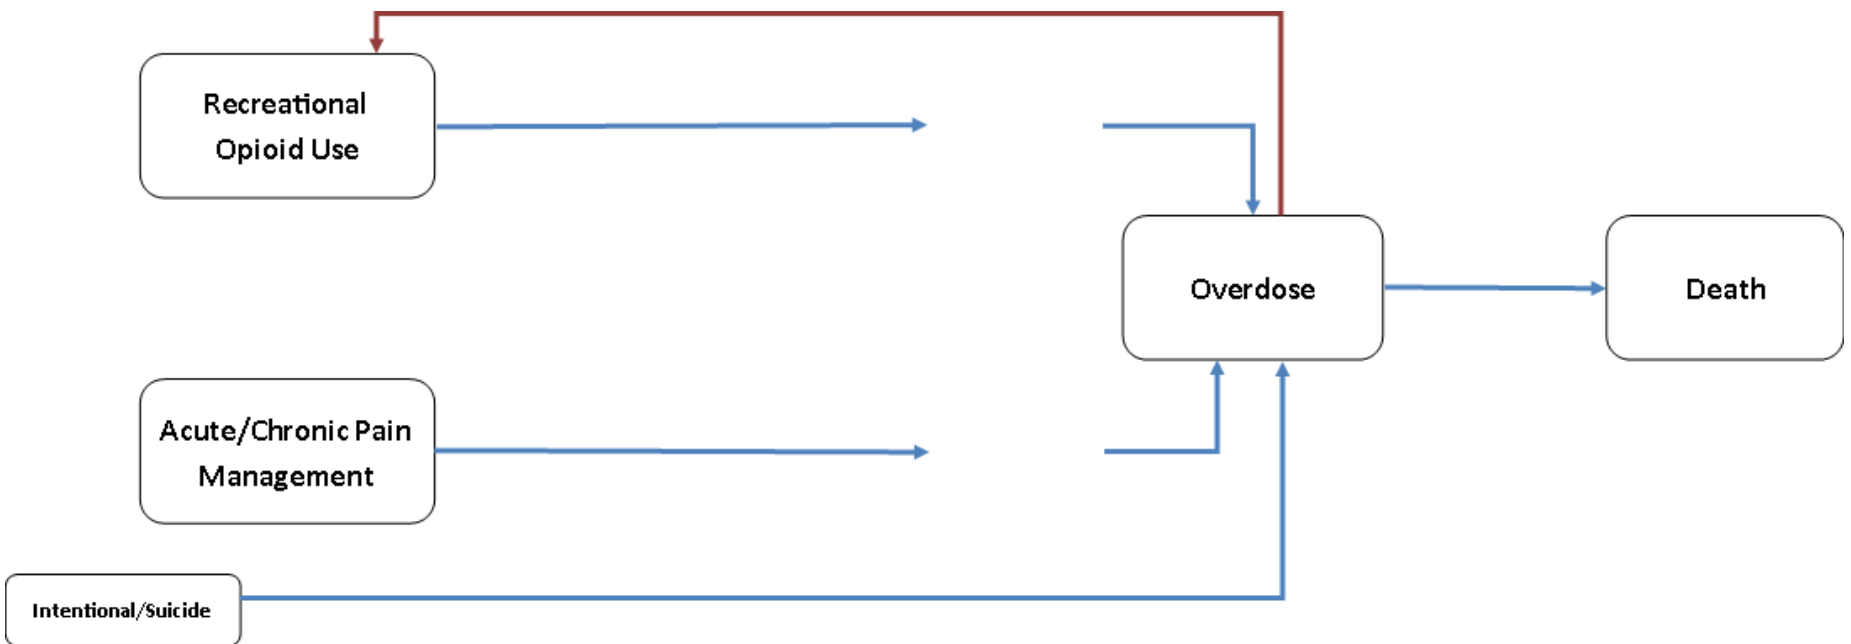 Recreational
Opioid Use
Overdose
Death
Acute/Chronic Pain
Management
Intentional/Suicide